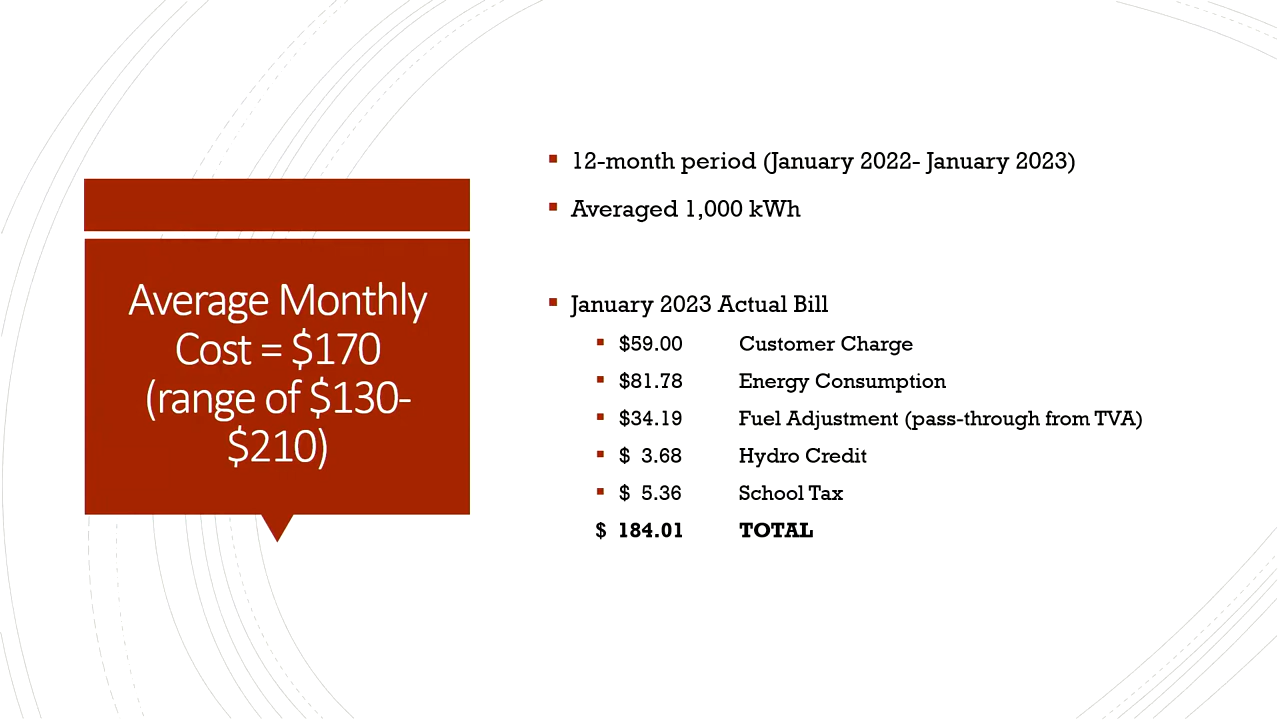 Average Monthly
Cost = $170
(range of $130-
$210)
12-month period (January 2022- January 2023)
Averaged 1,000 kWh
January 2023 Actual Bill
$59.00 Customer Charge
$81.78 Energy Consumption
$34.19 Fuel Adjustment (pass-through from TVA)
$ 3.68 Hydro Credit
$ 5.36 School Tax
$ 184.01 TOTAL